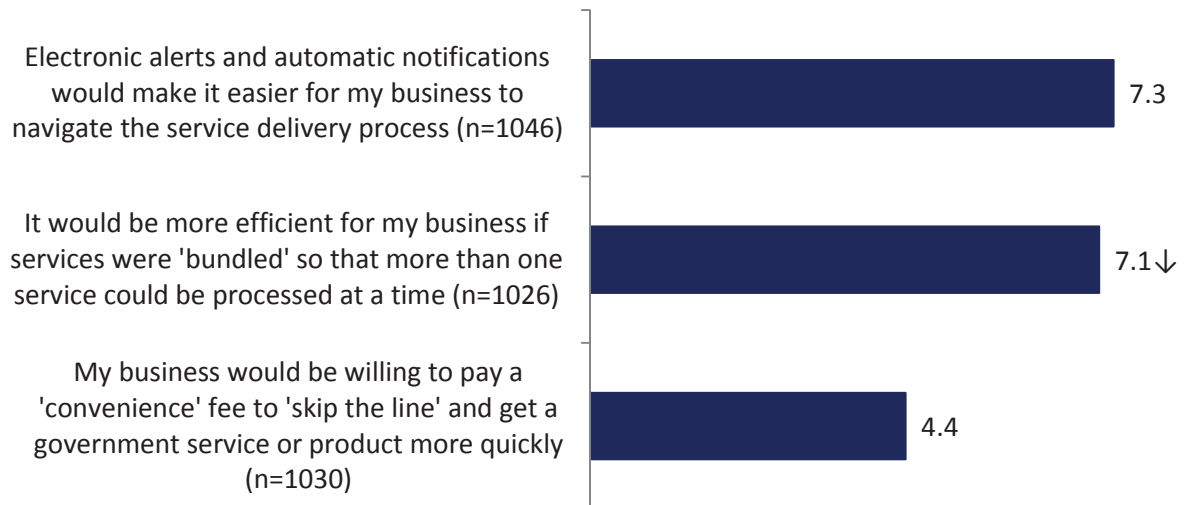 Electronic alerts and automatic notifications
would make it easier for my business to
navigate the service delivery process (n=1046)
7.3
It would be more efficient for my business if
services were 'bundled' so that more than one
service could be processed at a time (n=1026)
7.1↓
My business would be willing to pay a
'convenience' fee to 'skip the line' and get a
government service or product more quickly
(n=1030)
4.4